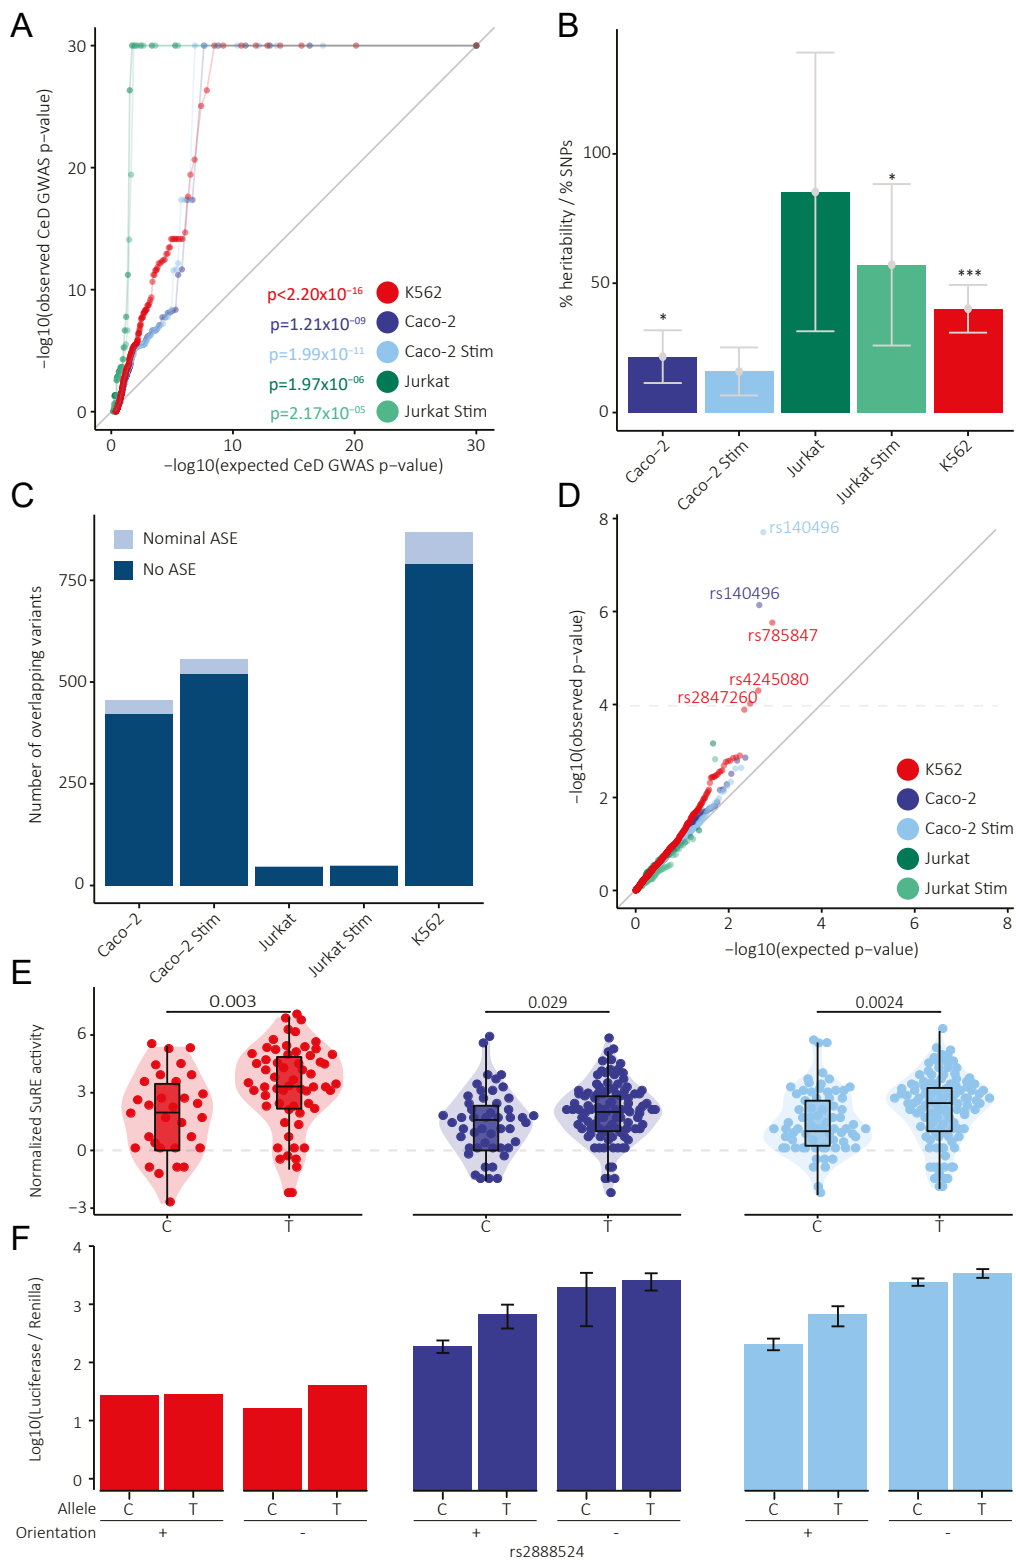 A
−log10(observed CeD GWAS p−value)
30
20
10
0
0
10
20
30
−log10(expected CeD GWAS p−value)
p<2.20x10⁻¹⁶ K562
p=1.21x10⁻⁰⁹ Caco-2
p=1.99x10⁻¹¹ Caco-2 Stim
p=1.97x10⁻⁰⁶ Jurkat
p=2.17x10⁻⁰⁵ Jurkat Stim
B
% heritability / % SNPs
100
50
0
*
*
***
Caco−2
Caco−2 Stim
Jurkat
Jurkat Stim
K562
C
Number of overlapping variants
Nominal ASE
No ASE
750
500
250
0
Caco−2
Caco−2 Stim
Jurkat
Jurkat Stim
K562
D
−log10(observed p−value)
8
6
4
2
0
rs140496
rs140496
rs785847
rs4245080
rs2847260
K562
Caco-2
Caco-2 Stim
Jurkat
Jurkat Stim
0
2
4
6
8
−log10(expected p−value)
E
Normalized SuRE activity
6
3
0
−3
0.003
0.029
0.0024
C
T
C
T
C
T
F
Log10(Luciferase / Renilla)
4
3
2
1
0
Allele C T C T C T C T C T C T
Orientation + - + - + -
rs2888524